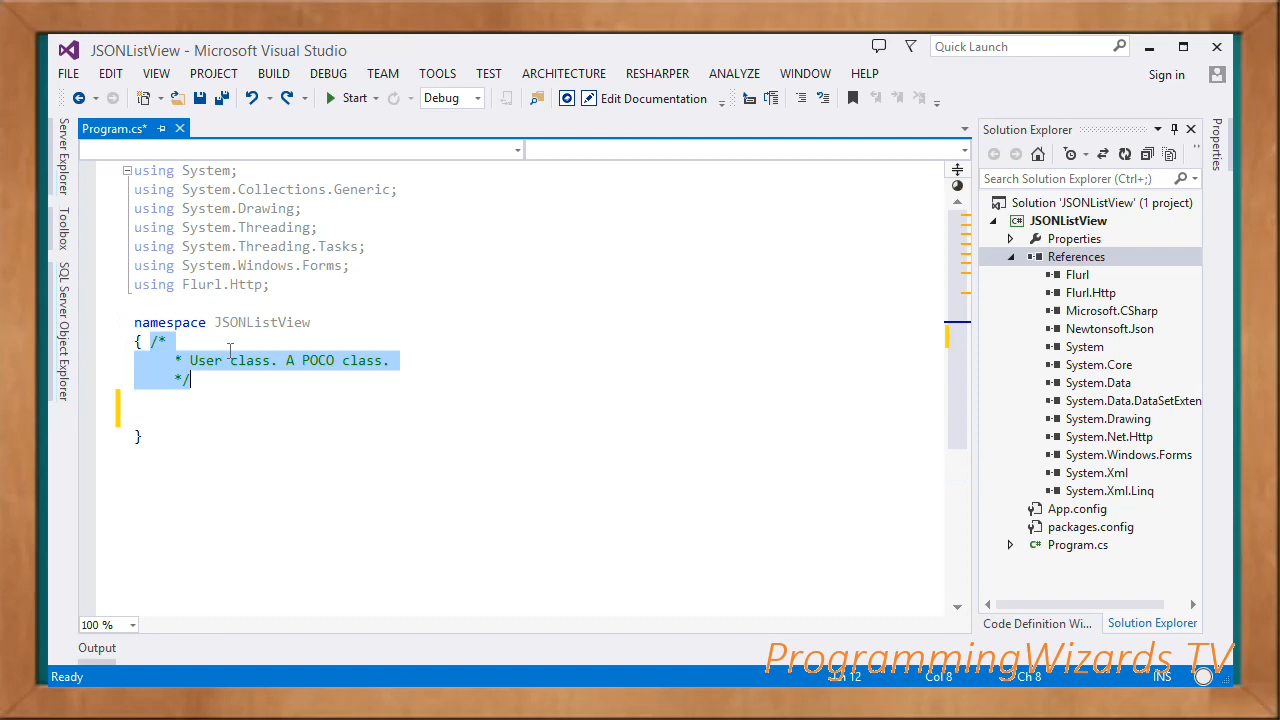 JSONListView - Microsoft Visual Studio
Quick Launch
FILE EDIT VIEW PROJECT BUILD DEBUG TEAM TOOLS TEST ARCHITECTURE RESHARPER ANALYZE WINDOW HELP
Sign in
Start Debug Edit Documentation
Server Explorer
Toolbox
SQL Server Object Explorer
Program.cs*
using System;
using System.Collections.Generic;
using System.Drawing;
using System.Threading;
using System.Threading.Tasks;
using System.Windows.Forms;
using Flurl.Http;
namespace JSONListView
{ /*
* User class. A POCO class.
*/
}
100 %
Output
Solution Explorer
Search Solution Explorer (Ctrl+;)
Solution 'JSONListView' (1 project)
C# JSONListView
Properties
References
Flurl
Flurl.Http
Microsoft.CSharp
Newtonsoft.Json
System
System.Core
System.Data
System.Data.DataSetExten
System.Drawing
System.Net.Http
System.Windows.Forms
System.Xml
System.Xml.Linq
App.config
packages.config
C# Program.cs
Code Definition Wi... Solution Explorer
Properties
ProgrammingWizards TV
Ready Ln 12 Col 8 Ch 8 INS